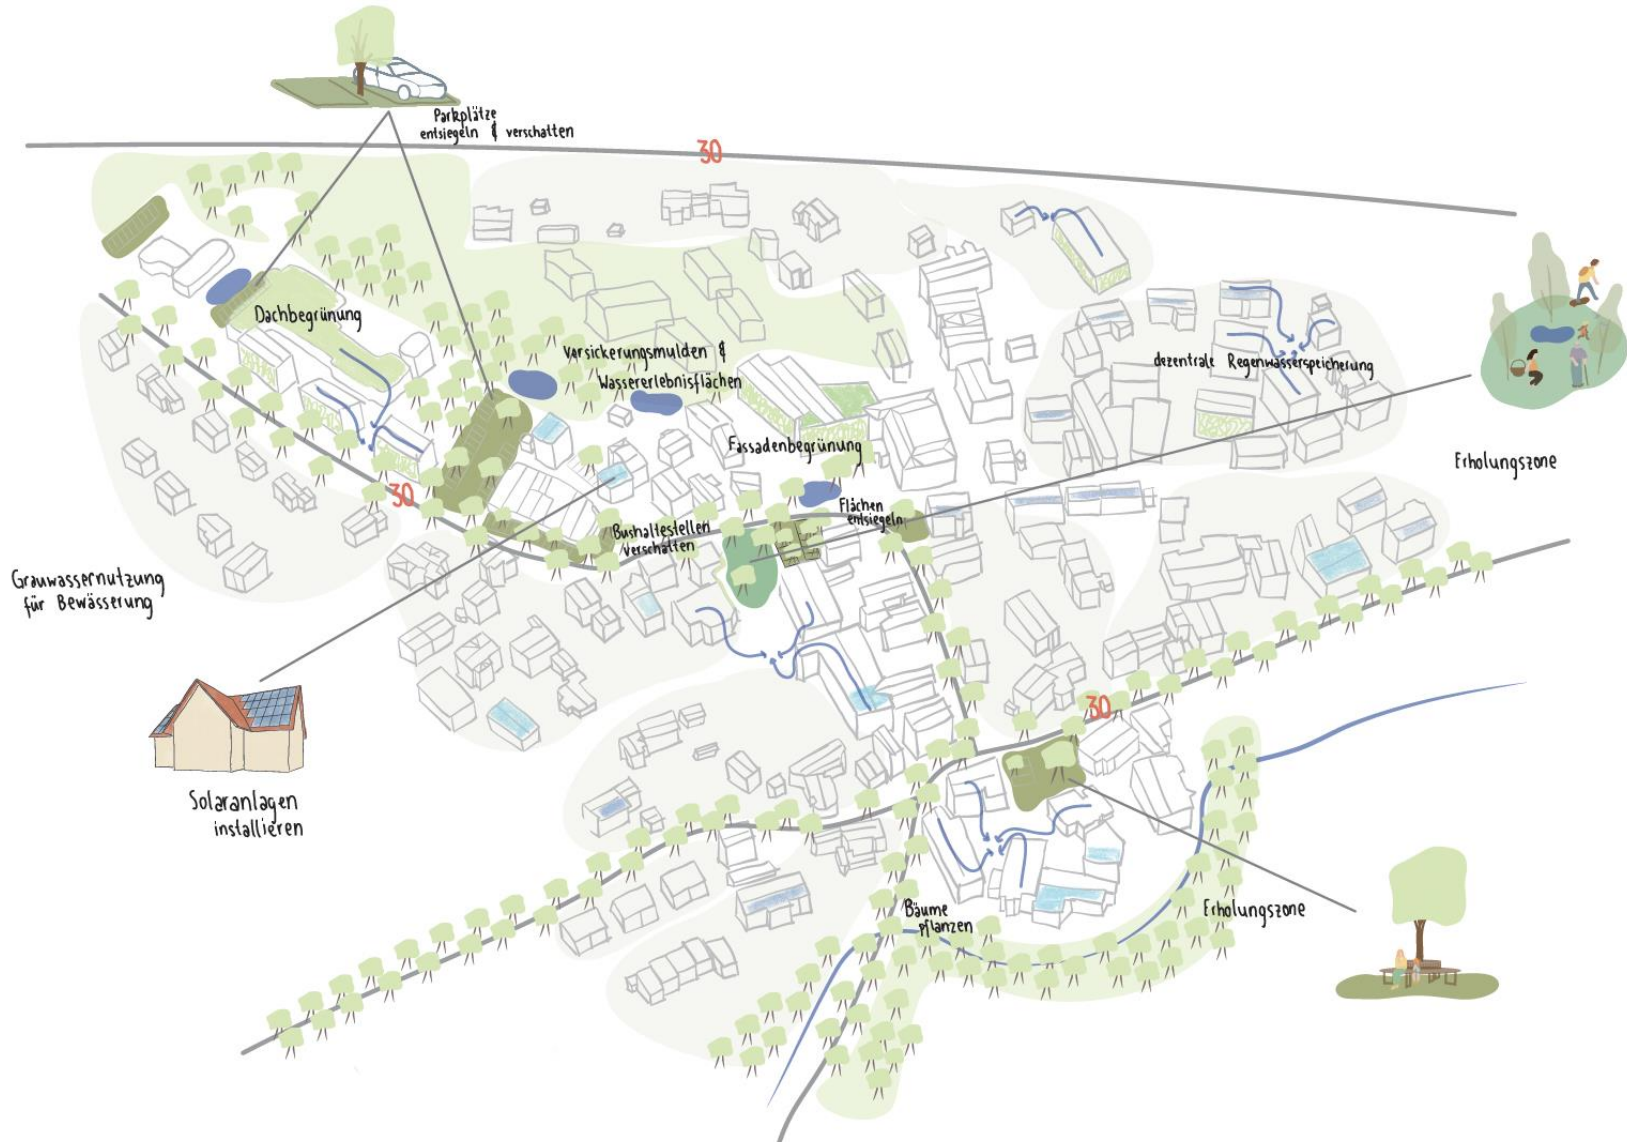 Parkplätze
entsiegeln & verschatten
30
Dachbegrünung
Versickerungsmulden &
Wassererlebnisflächen
dezentrale Regenwasserspeicherung
Fassadenbegrünung
Erholungszone
30
Flächen
entsiegeln
Bushaltestellen
verschatten
Grauwassernutzung
für Bewässerung
30
Solaranlagen
installieren
Bäume
pflanzen
Erholungszone